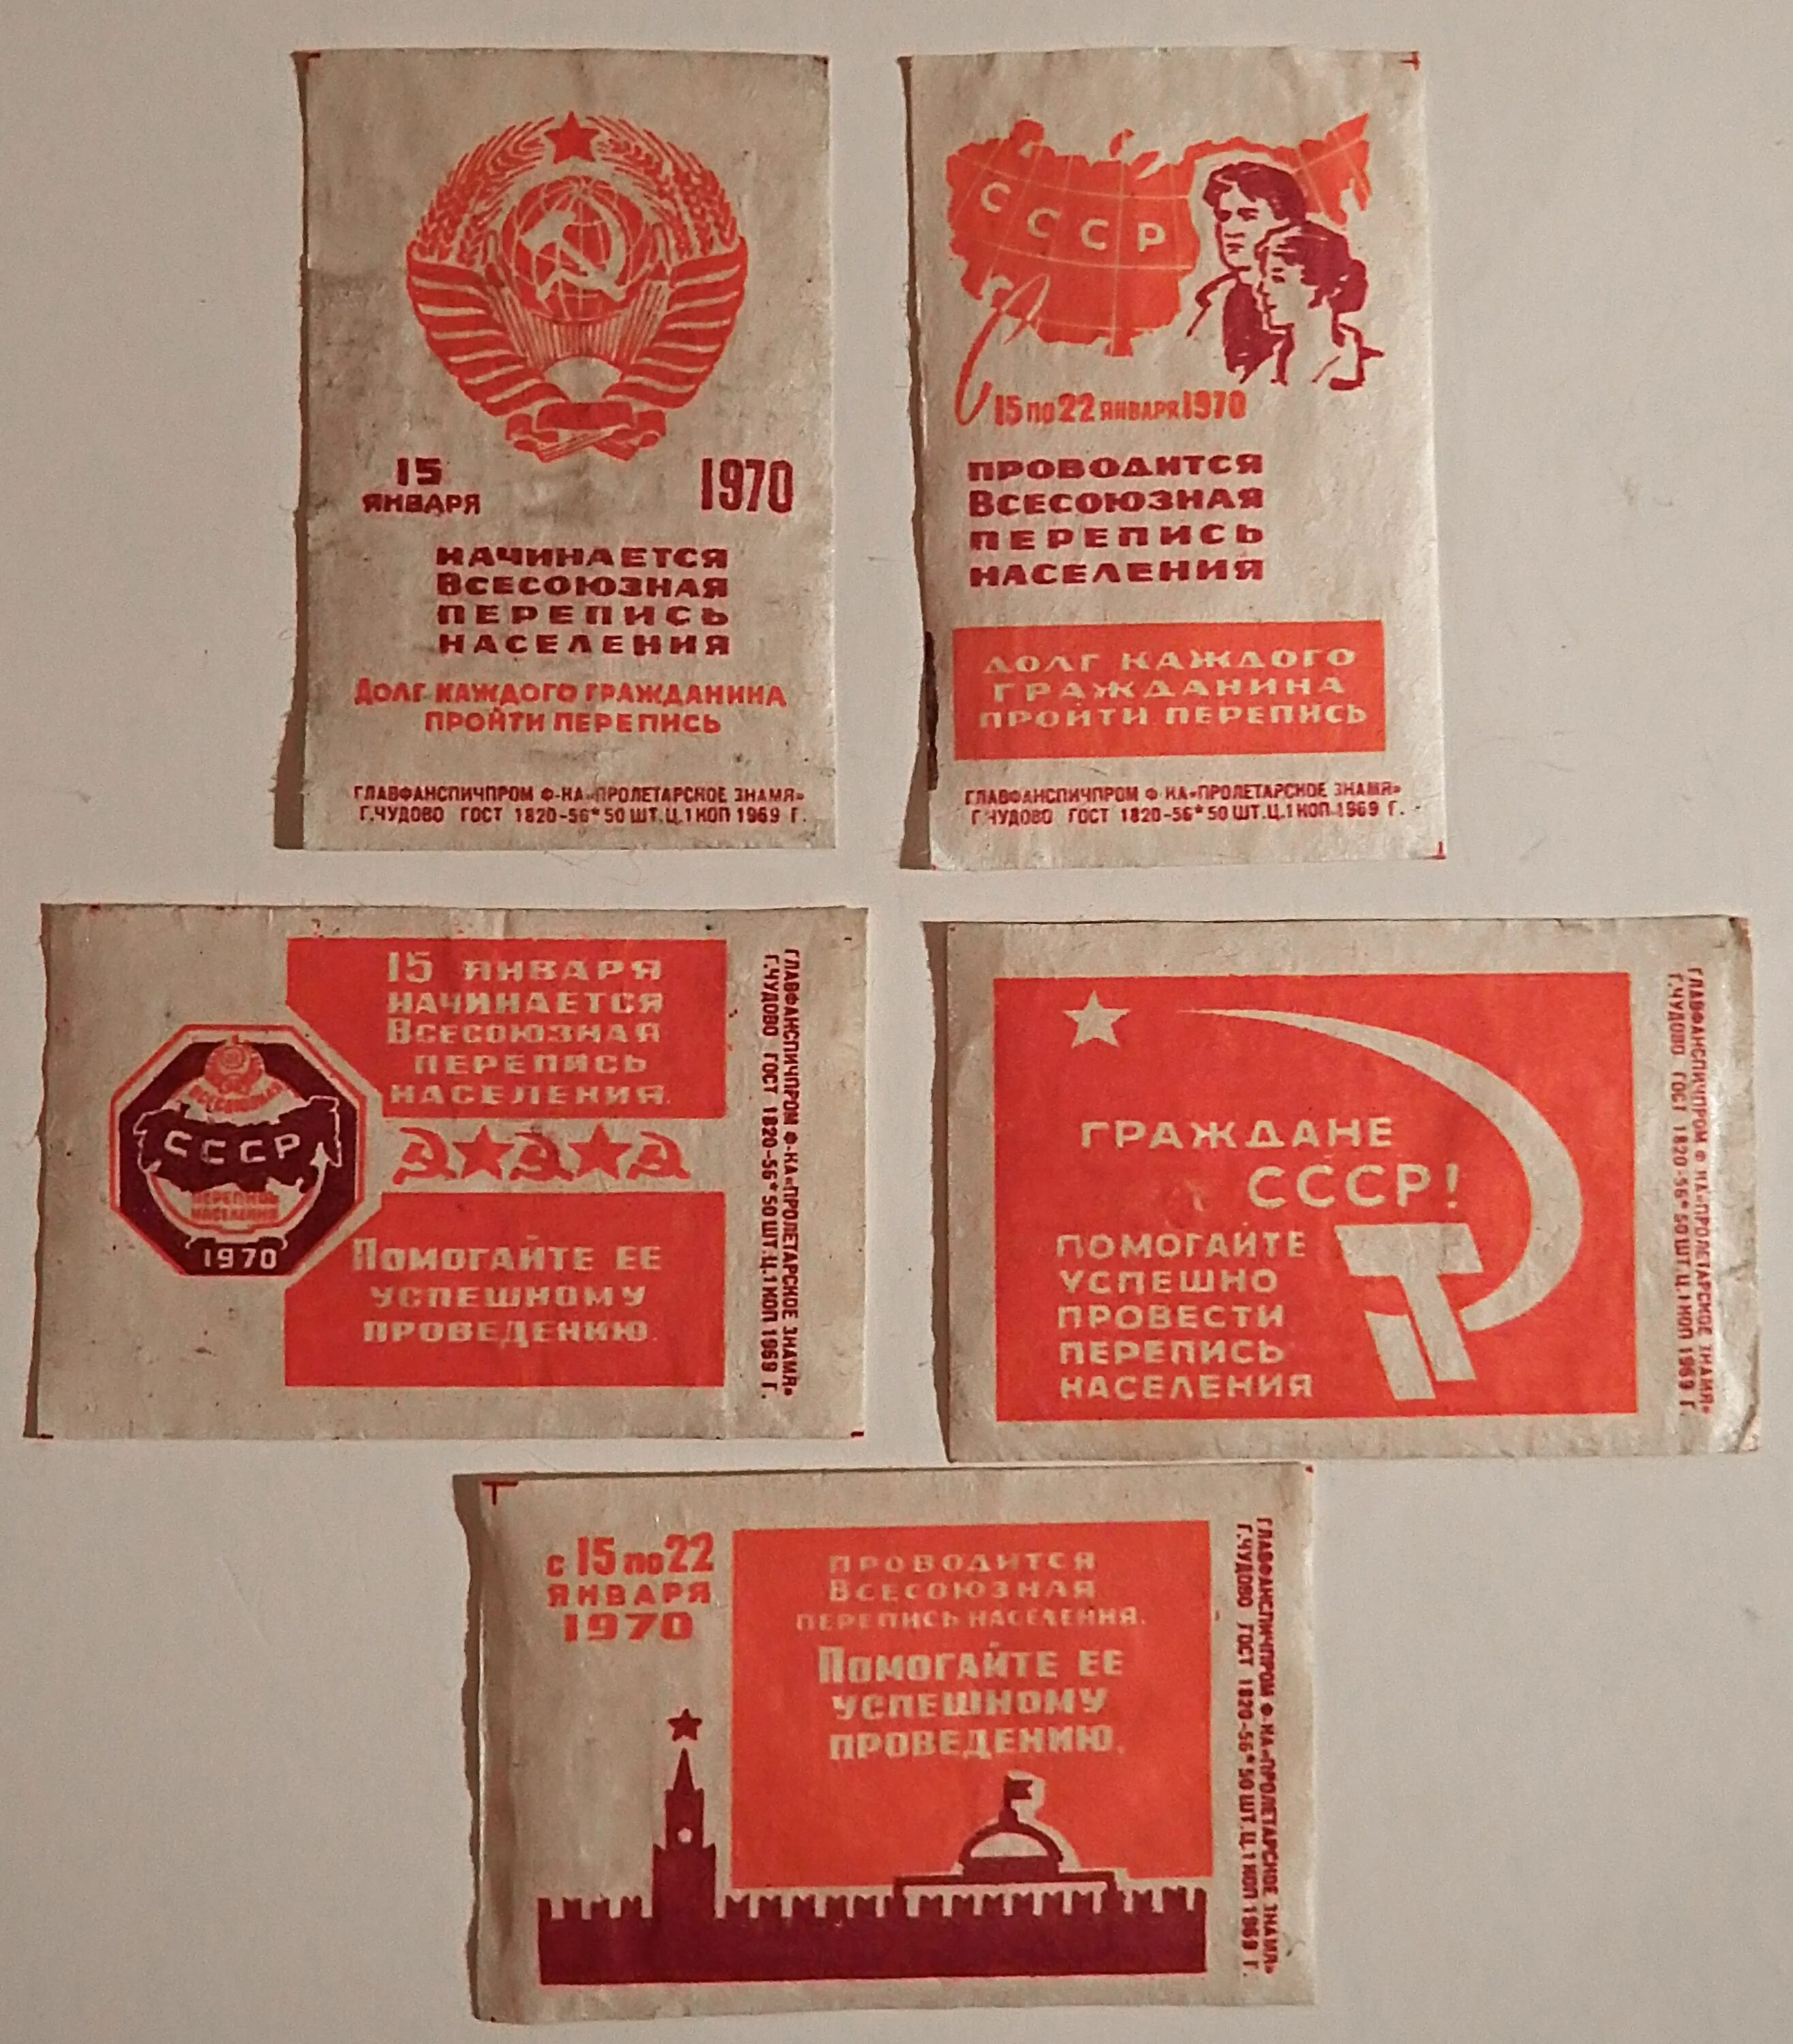 15
ЯНВАРЯ
1970
НАЧИНАЕТСЯ
ВСЕСОЮЗНАЯ
ПЕРЕПИСЬ
НАСЕЛЕНИЯ
ДОЛГ КАЖДОГО ГРАЖДАНИНА
ПРОЙТИ ПЕРЕПИСЬ
ГЛАВФАНСПИЧПРОМ Ф-КА «ПРОЛЕТАРСКОЕ ЗНАМЯ»
Г.ЧУДОВО ГОСТ 1820-56* 50 ШТ.Ц.1 КОП 1969 Г.
СССР
С 15 по 22 ЯНВАРЯ 1970
ПРОВОДИТСЯ
ВСЕСОЮЗНАЯ
ПЕРЕПИСЬ
НАСЕЛЕНИЯ
ДОЛГ КАЖДОГО
ГРАЖДАНИНА
ПРОЙТИ ПЕРЕПИСЬ
ГЛАВФАНСПИЧПРОМ Ф-КА «ПРОЛЕТАРСКОЕ ЗНАМЯ»
Г.ЧУДОВО ГОСТ 1820-56* 50 ШТ.Ц.1 КОП 1969 Г.
ВСЕСОЮЗНАЯ
СССР
ПЕРЕПИСЬ
НАСЕЛЕНИЯ
1970
15 ЯНВАРЯ
НАЧИНАЕТСЯ
ВСЕСОЮЗНАЯ
ПЕРЕПИСЬ
НАСЕЛЕНИЯ.
ПОМОГАЙТЕ ЕЕ
УСПЕШНОМУ
ПРОВЕДЕНИЮ.
ГЛАВФАНСПИЧПРОМ Ф-КА «ПРОЛЕТАРСКОЕ ЗНАМЯ»
Г.ЧУДОВО ГОСТ 1820-56* 50 ШТ.Ц.1 КОП 1969 Г.
ГРАЖДАНЕ
СССР!
ПОМОГАЙТЕ
УСПЕШНО
ПРОВЕСТИ
ПЕРЕПИСЬ
НАСЕЛЕНИЯ
ГЛАВФАНСПИЧПРОМ Ф-КА «ПРОЛЕТАРСКОЕ ЗНАМЯ»
Г.ЧУДОВО ГОСТ 1820-56* 50 ШТ.Ц.1 КОП 1969 Г.
с 15 по 22
ЯНВАРЯ
1970
ПРОВОДИТСЯ
ВСЕСОЮЗНАЯ
ПЕРЕПИСЬ НАСЕЛЕНИЯ.
ПОМОГАЙТЕ ЕЕ
УСПЕШНОМУ
ПРОВЕДЕНИЮ.
ГЛАВФАНСПИЧПРОМ Ф-КА «ПРОЛЕТАРСКОЕ ЗНАМЯ»
Г.ЧУДОВО ГОСТ 1820-56* 50 ШТ.Ц.1 КОП 1969 Г.